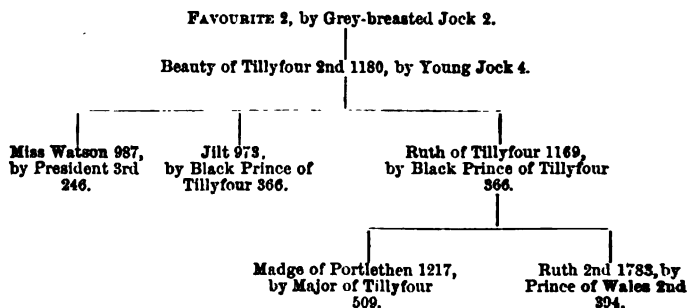 FAVOURITE 2, by Grey-breasted Jock 2.
Beauty of Tillyfour 2nd 1180, by Young Jock 4.
Miss Watson 987,
by President 3rd
246.
Jilt 973,
by Black Prince of
Tillyfour 366.
Ruth of Tillyfour 1169,
by Black Prince of Tillyfour
366.
Madge of Portlethen 1217,
by Major of Tillyfour
509.
Ruth 2nd 1783, by
Prince of Wales 2nd
394.